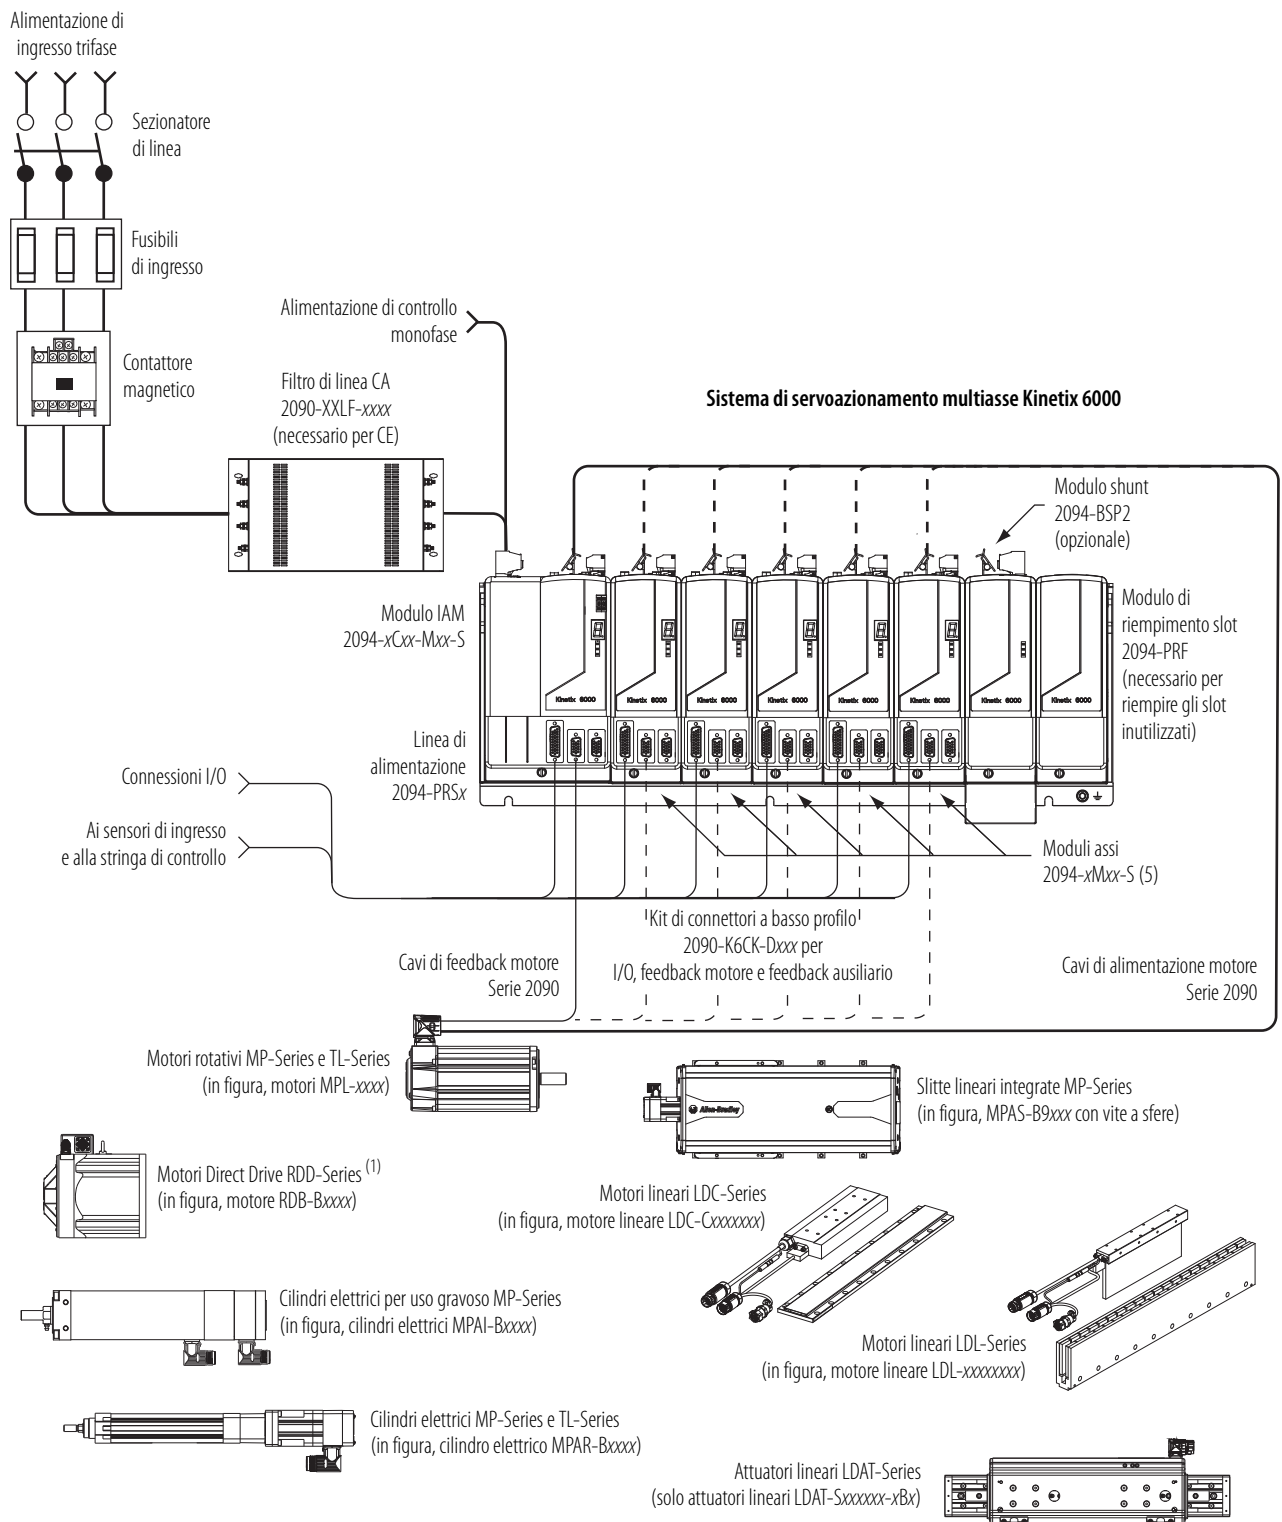 Alimentazione di
ingresso trifase
Sezionatore
di linea
Fusibili
di ingresso
Alimentazione di controllo
monofase
Contattore
magnetico
Filtro di linea CA
2090-XXLF-xxxx
(necessario per CE)
Sistema di servoazionamento multiasse Kinetix 6000
Modulo shunt
2094-BSP2
(opzionale)
Modulo IAM
2094-xCxx-Mxx-S
Modulo di
riempimento slot
2094-PRF
(necessario per
riempire gli slot
inutilizzati)
Kinetix 6000
Kinetix 6000
Kinetix 6000
Kinetix 6000
Kinetix 6000
Kinetix 6000
Kinetix 6000
Kinetix 6000
Linea di
alimentazione
2094-PRSx
Connessioni I/O
Ai sensori di ingresso
e alla stringa di controllo
Moduli assi
2094-xMxx-S (5)
Kit di connettori a basso profilo
2090-K6CK-Dxxx per
I/O, feedback motore e feedback ausiliario
Cavi di feedback motore
Serie 2090
Cavi di alimentazione motore
Serie 2090
Motori rotativi MP-Series e TL-Series
(in figura, motori MPL-xxxx)
Allen-Bradley
Slitte lineari integrate MP-Series
(in figura, MPAS-B9xxx con vite a sfere)
Motori Direct Drive RDD-Series (1)
(in figura, motore RDB-Bxxxx)
Motori lineari LDC-Series
(in figura, motore lineare LDC-Cxxxxxxx)
Cilindri elettrici per uso gravoso MP-Series
(in figura, cilindri elettrici MPAI-Bxxxx)
Motori lineari LDL-Series
(in figura, motore lineare LDL-xxxxxxxx)
Cilindri elettrici MP-Series e TL-Series
(in figura, cilindro elettrico MPAR-Bxxxx)
Attuatori lineari LDAT-Series
(solo attuatori lineari LDAT-Sxxxxxx-xBx)